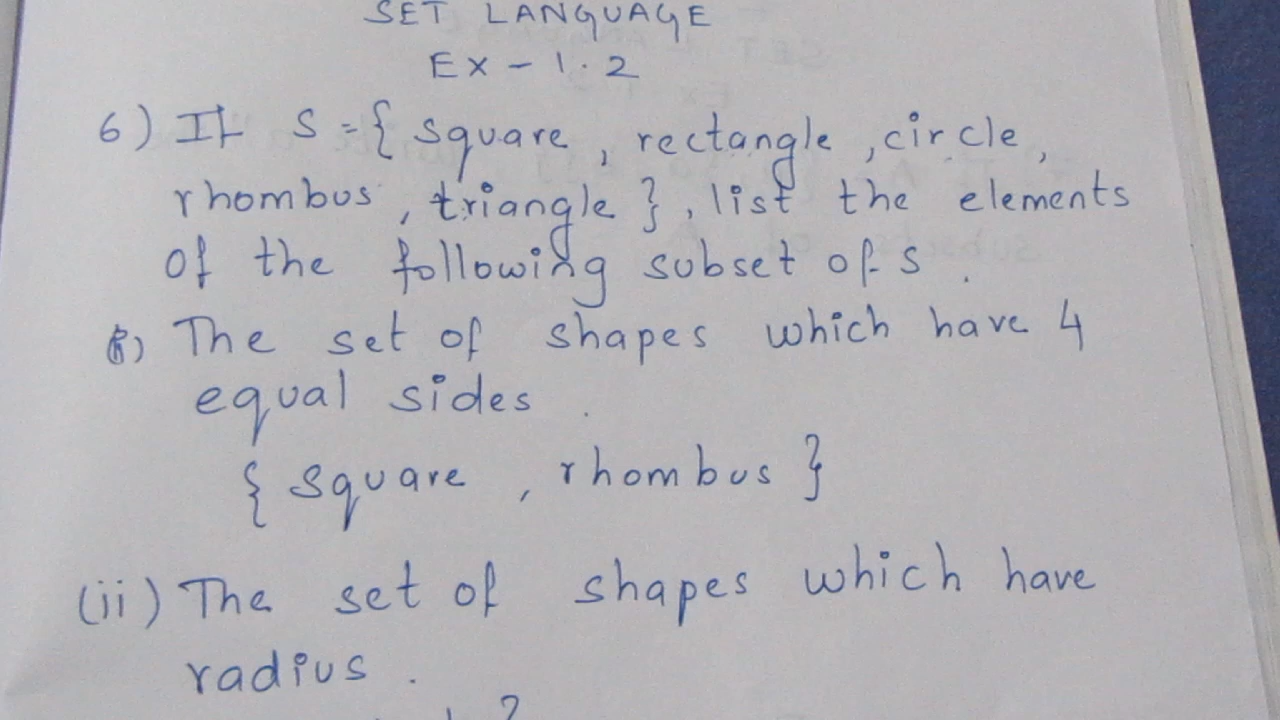 SET LANGUAGE
EX - 1.2
6) If S = { square, rectangle, circle,
rhombus, triangle }, list the elements
of the following subset of S.
The set of shapes which have 4
equal sides.
{ square, rhombus }
(ii) The set of shapes which have
radius.